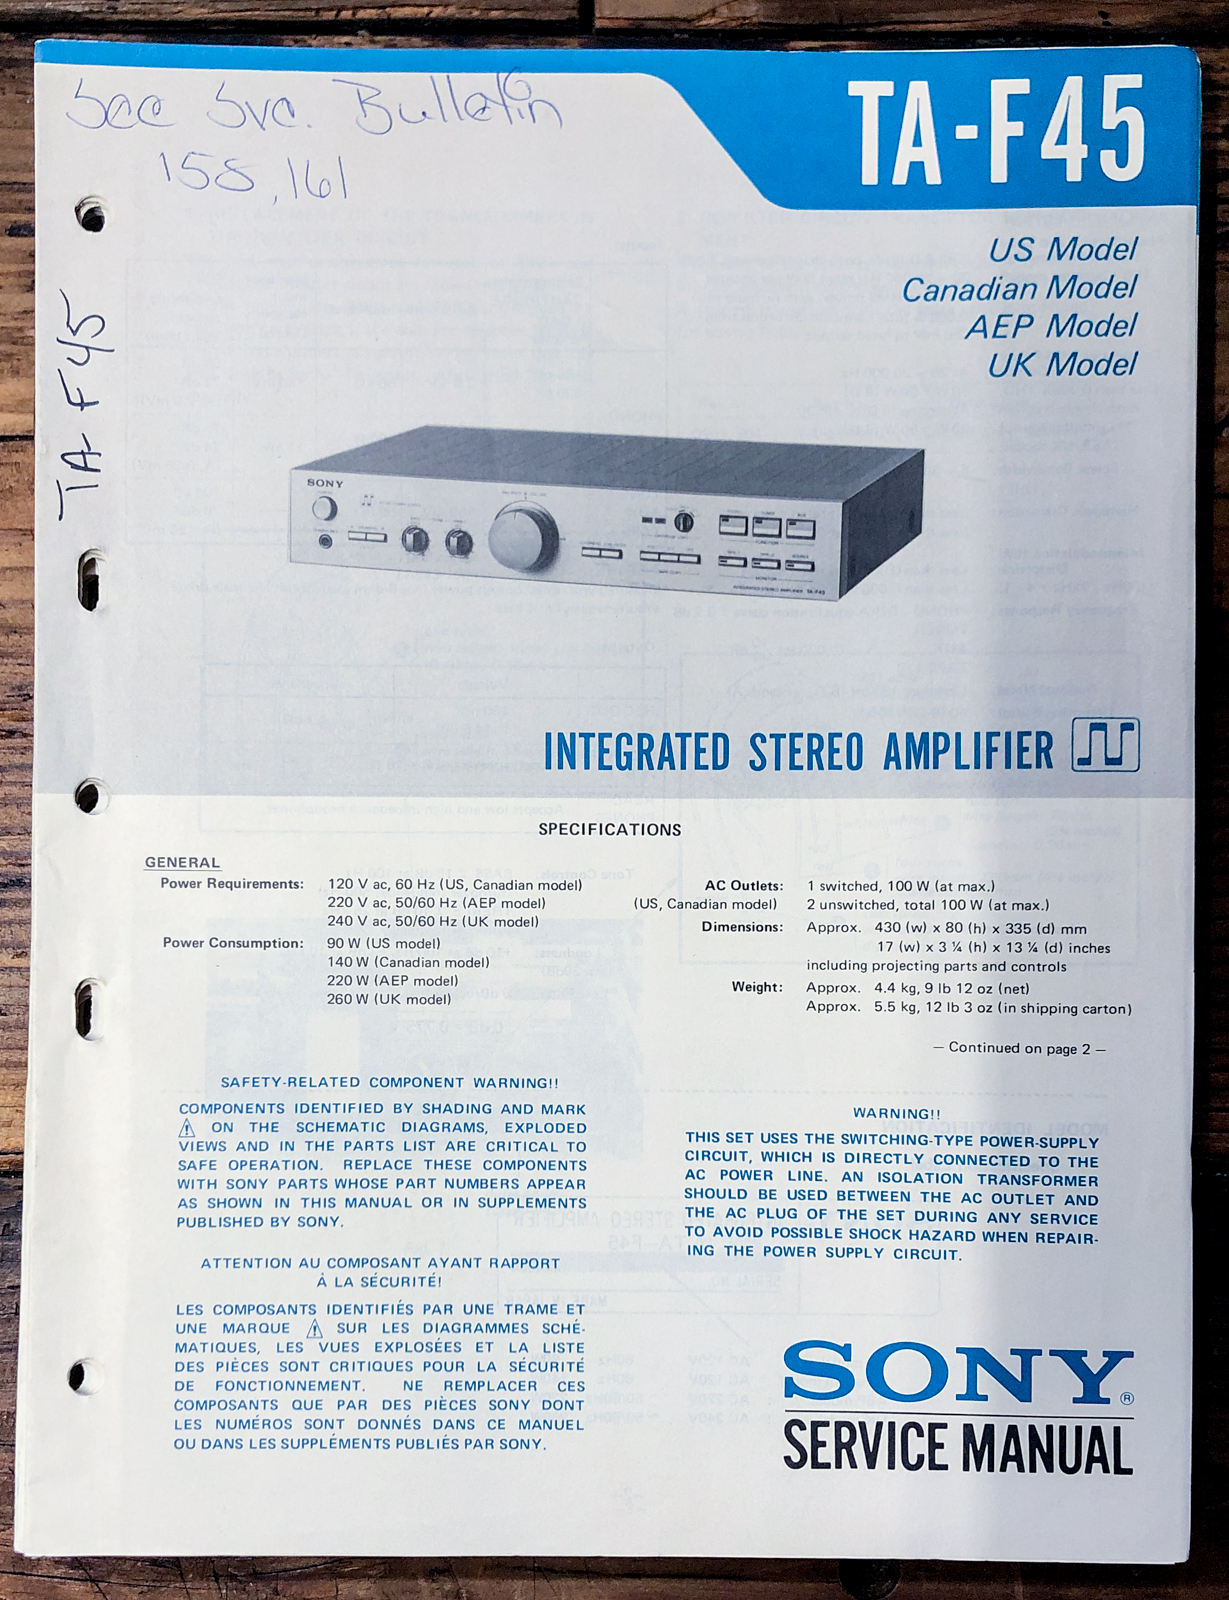 See Svc. Bulletin
158, 161
TA-F45
TA-F45
US Model
Canadian Model
AEP Model
UK Model
SONY
INTEGRATED STEREO AMPLIFIER TA-F45
INTEGRATED STEREO AMPLIFIER
SPECIFICATIONS
GENERAL
Power Requirements: 120 V ac, 60 Hz (US, Canadian model)
220 V ac, 50/60 Hz (AEP model)
240 V ac, 50/60 Hz (UK model)
Power Consumption: 90 W (US model)
140 W (Canadian model)
220 W (AEP model)
260 W (UK model)
AC Outlets: 1 switched, 100 W (at max.)
(US, Canadian model) 2 unswitched, total 100 W (at max.)
Dimensions: Approx. 430 (w) x 80 (h) x 335 (d) mm
17 (w) x 3 ¼ (h) x 13 ¼ (d) inches
including projecting parts and controls
Weight: Approx. 4.4 kg, 9 lb 12 oz (net)
Approx. 5.5 kg, 12 lb 3 oz (in shipping carton)
— Continued on page 2 —
SAFETY-RELATED COMPONENT WARNING!!
COMPONENTS IDENTIFIED BY SHADING AND MARK
⚠ ON THE SCHEMATIC DIAGRAMS, EXPLODED
VIEWS AND IN THE PARTS LIST ARE CRITICAL TO
SAFE OPERATION. REPLACE THESE COMPONENTS
WITH SONY PARTS WHOSE PART NUMBERS APPEAR
AS SHOWN IN THIS MANUAL OR IN SUPPLEMENTS
PUBLISHED BY SONY.
ATTENTION AU COMPOSANT AYANT RAPPORT
À LA SÉCURITÉ!
LES COMPOSANTS IDENTIFIÉS PAR UNE TRAME ET
UNE MARQUE ⚠ SUR LES DIAGRAMMES SCHÉ-
MATIQUES, LES VUES EXPLOSÉES ET LA LISTE
DES PIÈCES SONT CRITIQUES POUR LA SÉCURITÉ
DE FONCTIONNEMENT. NE REMPLACER CES
COMPOSANTS QUE PAR DES PIÈCES SONY DONT
LES NUMÉROS SONT DONNÉS DANS CE MANUEL
OU DANS LES SUPPLÉMENTS PUBLIÉS PAR SONY.
WARNING!!
THIS SET USES THE SWITCHING-TYPE POWER-SUPPLY
CIRCUIT, WHICH IS DIRECTLY CONNECTED TO THE
AC POWER LINE. AN ISOLATION TRANSFORMER
SHOULD BE USED BETWEEN THE AC OUTLET AND
THE AC PLUG OF THE SET DURING ANY SERVICE
TO AVOID POSSIBLE SHOCK HAZARD WHEN REPAIR-
ING THE POWER SUPPLY CIRCUIT.
SONY®
SERVICE MANUAL